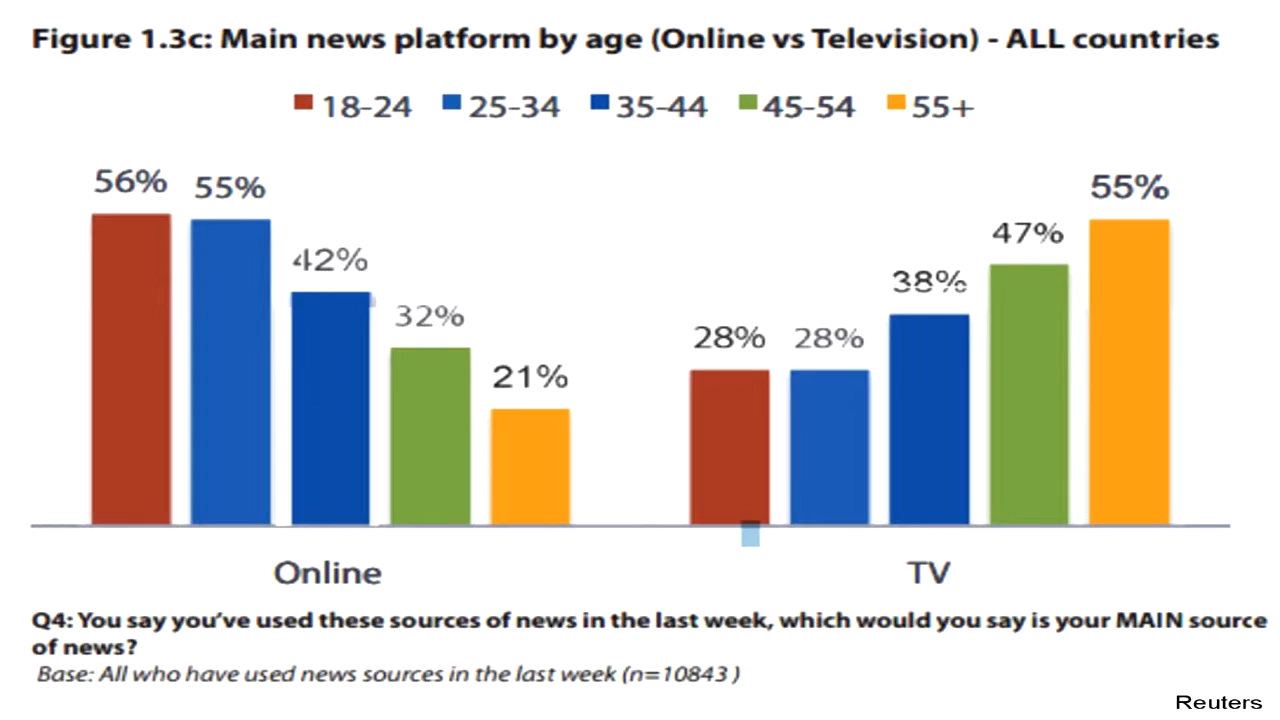 Figure 1.3c: Main news platform by age (Online vs Television) - ALL countries
18-24 25-34 35-44 45-54 55+
56% 55% 42% 32% 21% 28% 28% 38% 47% 55%
Online TV
Q4: You say you've used these sources of news in the last week, which would you say is your MAIN source
of news?
Base: All who have used news sources in the last week (n=10843 )
Reuters